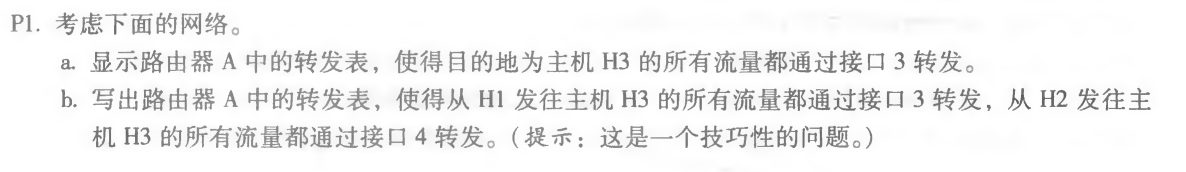 P1. 考虑下面的网络。
a. 显示路由器 A 中的转发表，使得目的地为主机 H3 的所有流量都通过接口 3 转发。
b. 写出路由器 A 中的转发表，使得从 H1 发往主机 H3 的所有流量都通过接口 3 转发，从 H2 发往主
机 H3 的所有流量都通过接口 4 转发。(提示：这是一个技巧性的问题。)